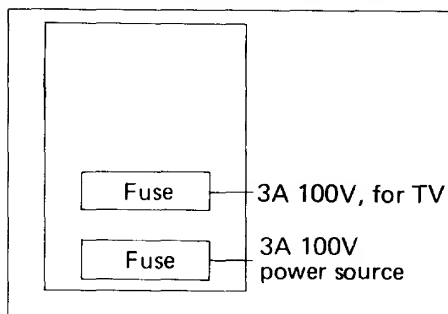 Fuse
3A 100V, for TV
Fuse
3A 100V
power source